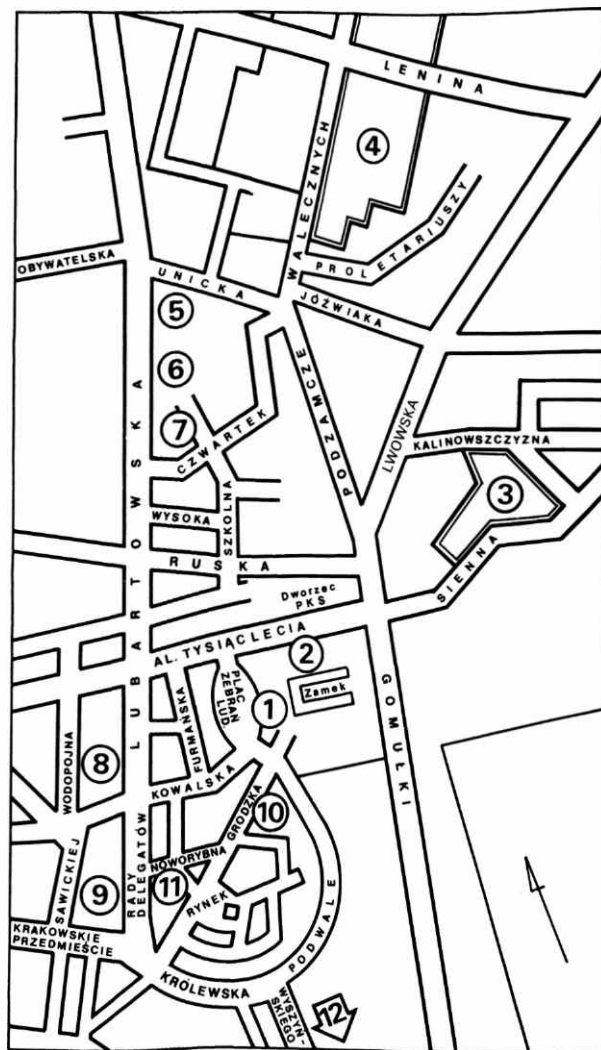 LENINA
4
WALECZNYCH
PROLETARIUSZY
OBYWATELSKA
UNICKA
JÓŹWIAKA
5
6
7
CZWARTEK
PODZAMCZE
LWOWSKA
KALINOWSZCZYZNA
3
LUBARTOWSKA
WYSOKA
SZKOLNA
RUSKA
SIENNA
Dworzec
PKS
AL. TYSIĄCLECIA
2
Zamek
PLAC
ZEBRAŃ
LUD.
1
FURMAŃSKA
GOMUŁKI
8
WODOPOJNA
KOWALSKA
GRODZKA
10
NOWORYBNA
11
RYNEK
SAWICKIEJ
9
RADY
DELEGATÓW
KRAKOWSKIE
PRZEDMIEŚCIE
KRÓLEWSKA
PODWALE
WYSZYŃ-
SKIEGO
12